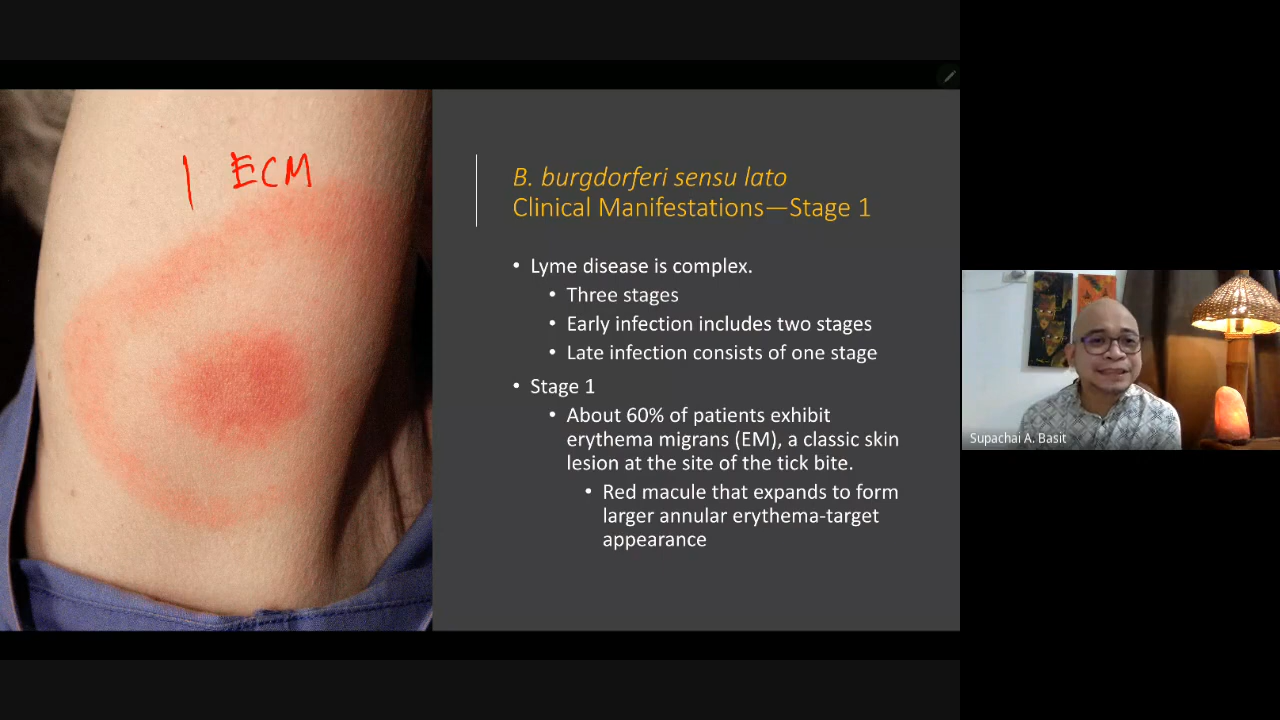 1 ECM
B. burgdorferi sensu lato
Clinical Manifestations—Stage 1
• Lyme disease is complex.
• Three stages
• Early infection includes two stages
• Late infection consists of one stage
• Stage 1
• About 60% of patients exhibit
erythema migrans (EM), a classic skin
lesion at the site of the tick bite.
• Red macule that expands to form
larger annular erythema-target
appearance
Supachai A. Basit